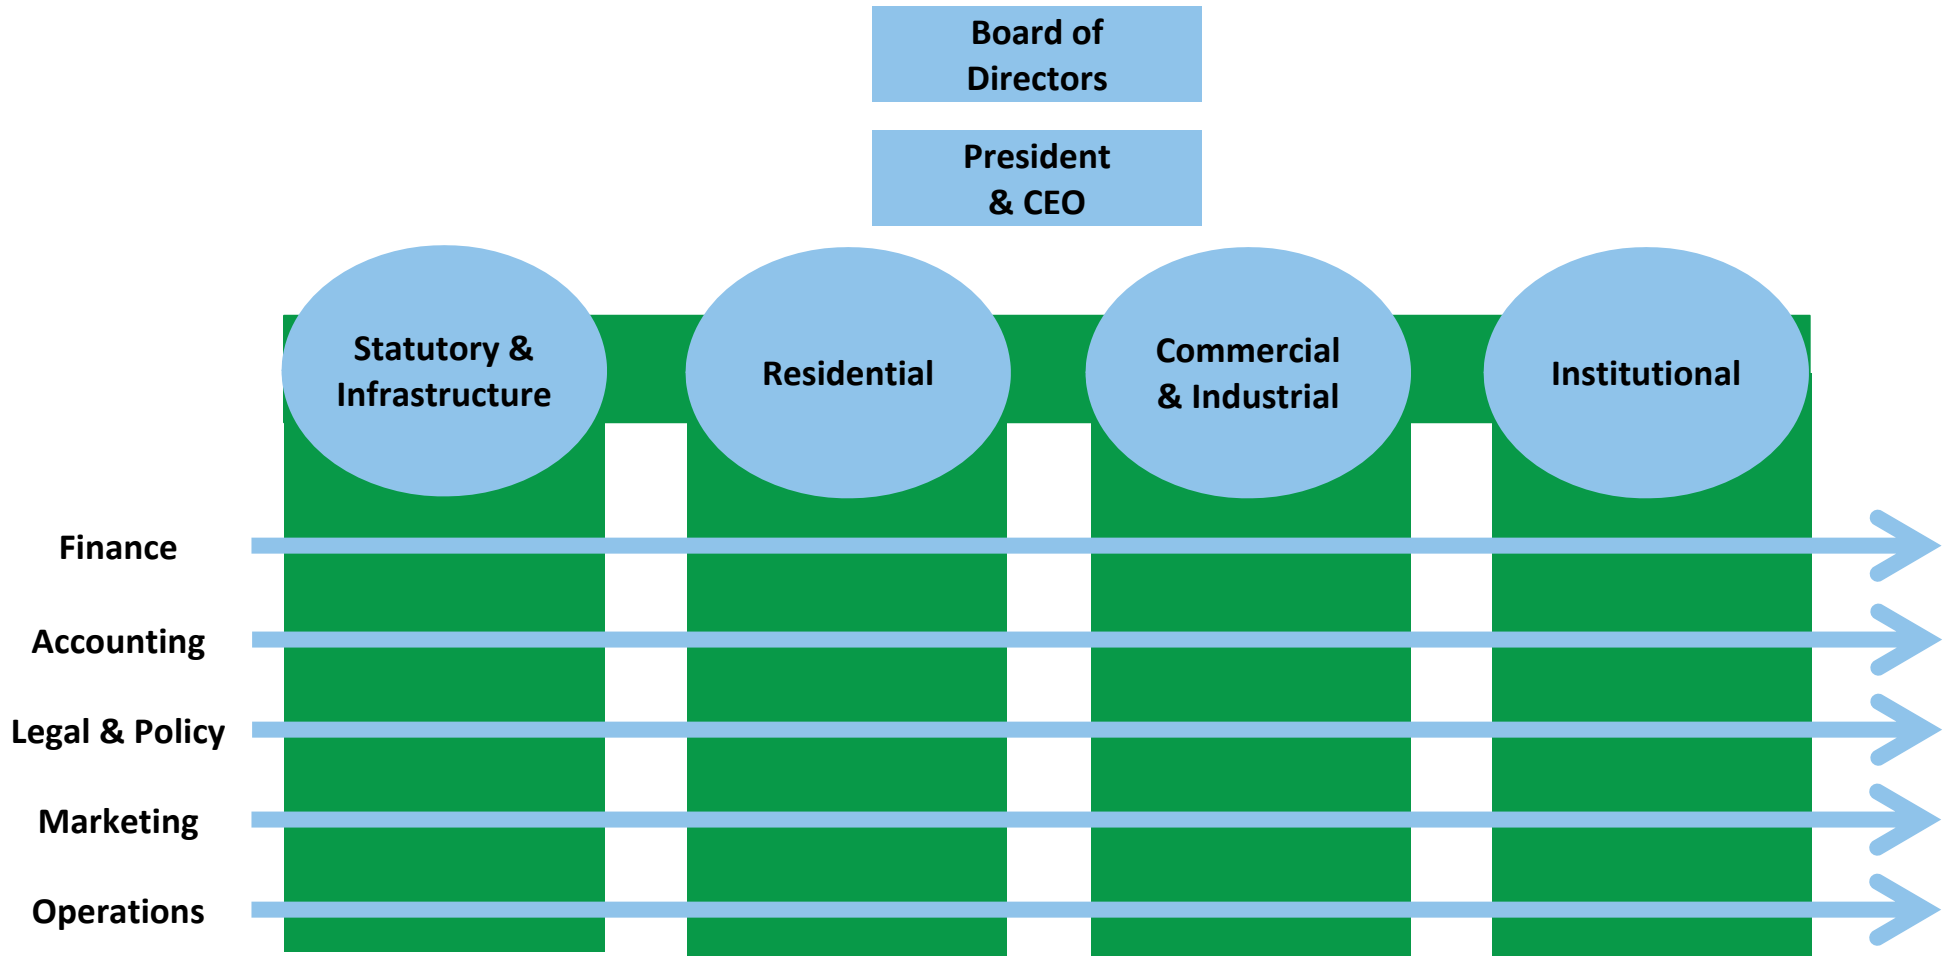 Board of
Directors
President
& CEO
Statutory &
Infrastructure
Residential
Commercial
& Industrial
Institutional
Finance
Accounting
Legal & Policy
Marketing
Operations